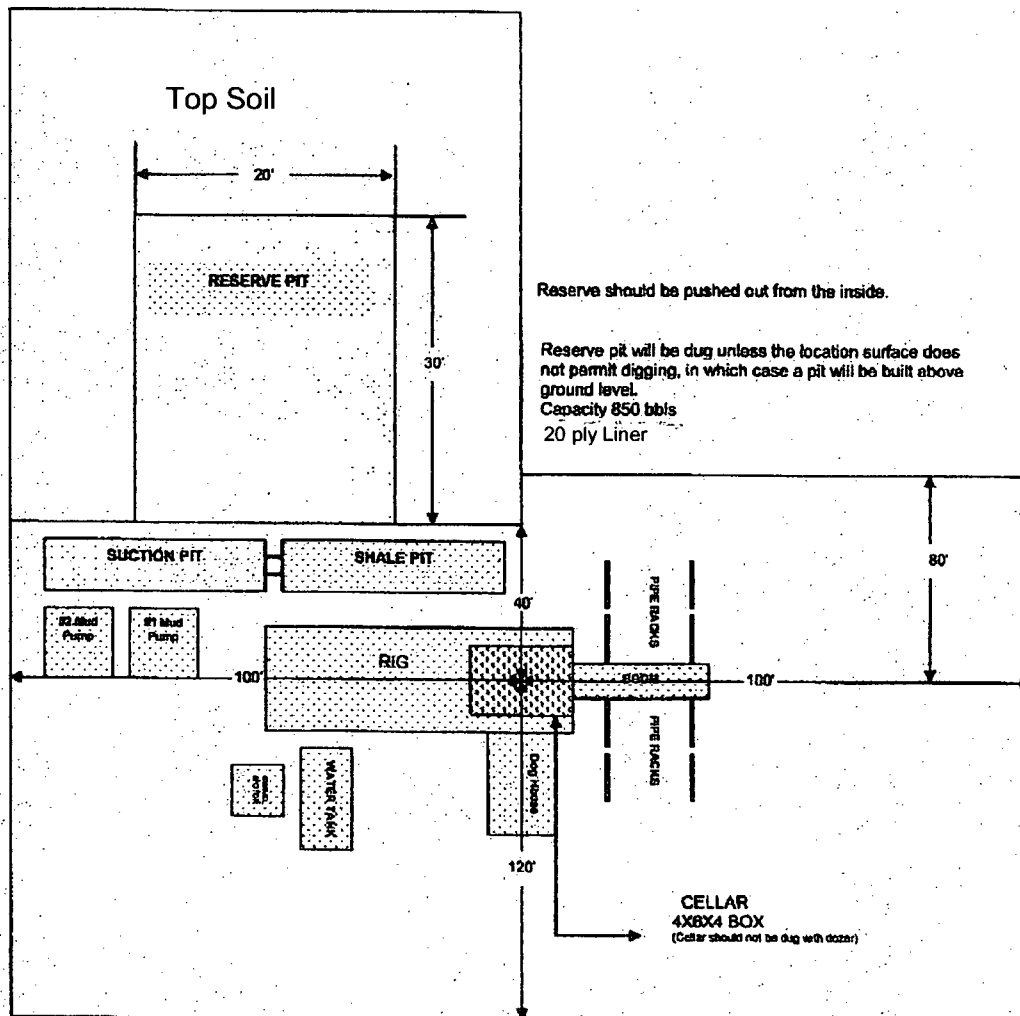 Top Soil
20'
RESERVE PIT
30'
Reserve should be pushed out from the inside.
Reserve pit will be dug unless the location surface does
not permit digging, in which case a pit will be built above
ground level.
Capacity 850 bbls
20 ply Liner
80'
SUCTION PIT
SHALE PIT
40'
PIPE RACKS
#2 Mud
Pump
#1 Mud
Pump
RIG
100'
100'
PIPE RACKS
WATER TANK
Dog House
120'
CELLAR
BOX
(Cellar should not be dug with dozer)